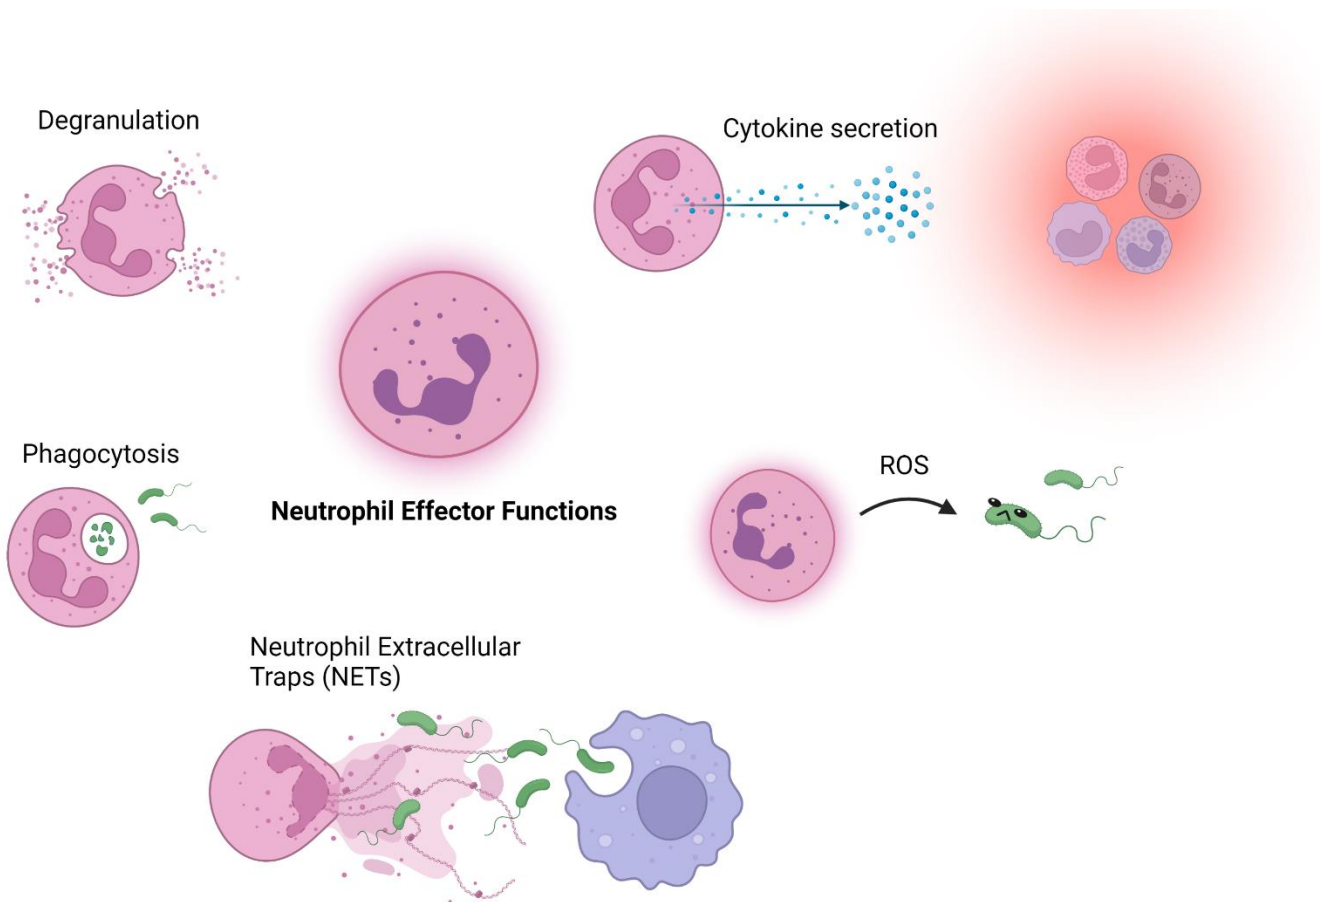 Degranulation
Cytokine secretion
Phagocytosis
ROS
Neutrophil Effector Functions
Neutrophil Extracellular
Traps (NETs)